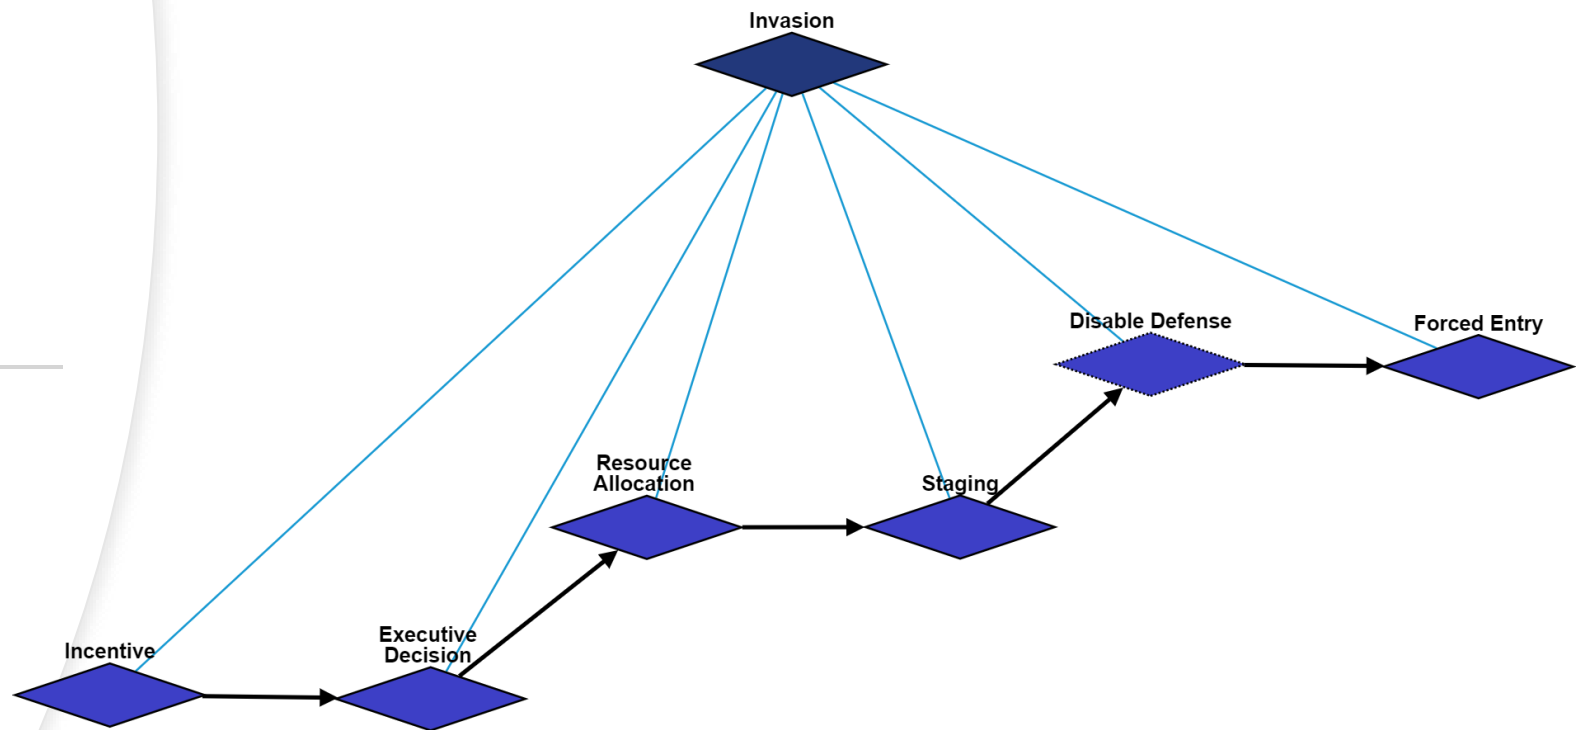 Invasion
Disable Defense
Forced Entry
Resource
Allocation
Staging
Executive
Decision
Incentive